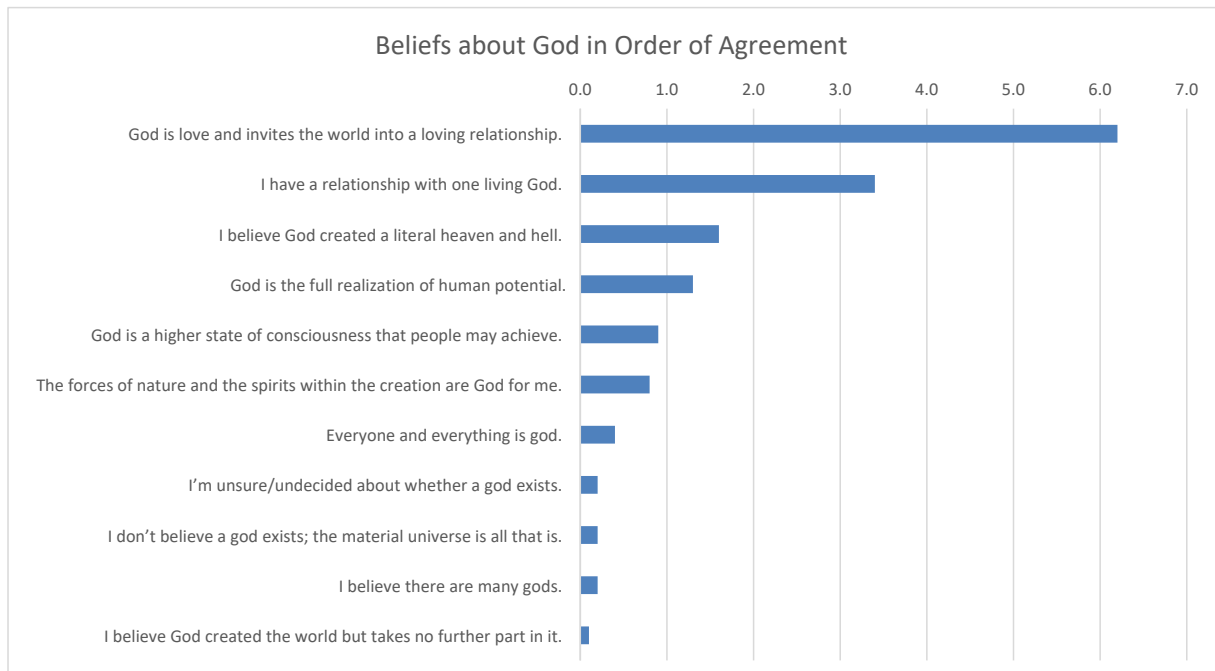 Beliefs about God in Order of Agreement
0.0 1.0 2.0 3.0 4.0 5.0 6.0 7.0
God is love and invites the world into a loving relationship.
I have a relationship with one living God.
I believe God created a literal heaven and hell.
God is the full realization of human potential.
God is a higher state of consciousness that people may achieve.
The forces of nature and the spirits within the creation are God for me.
Everyone and everything is god.
I’m unsure/undecided about whether a god exists.
I don’t believe a god exists; the material universe is all that is.
I believe there are many gods.
I believe God created the world but takes no further part in it.